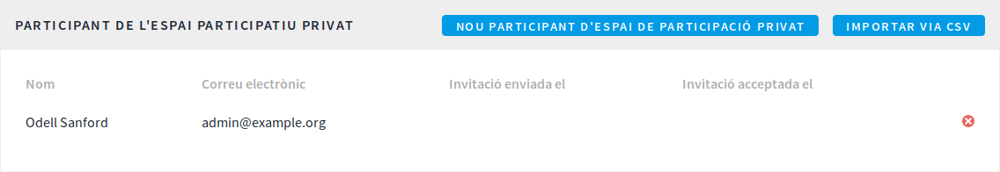 PARTICIPANT DE L'ESPAI PARTICIPATIU PRIVAT NOU PARTICIPANT D'ESPAI DE PARTICIPACIÓ PRIVAT IMPORTAR VIA CSV
Nom Correu electrònic Invitació enviada el Invitació acceptada el
Odell Sanford admin@example.org